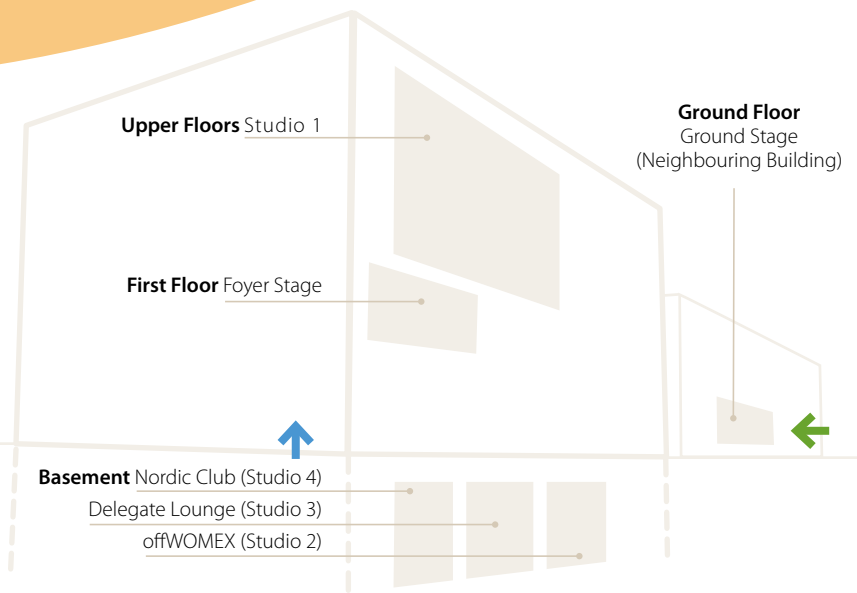 Upper Floors Studio 1
Ground Floor
Ground Stage
(Neighbouring Building)
First Floor Foyer Stage
Basement Nordic Club (Studio 4)
Delegate Lounge (Studio 3)
offWOMEX (Studio 2)